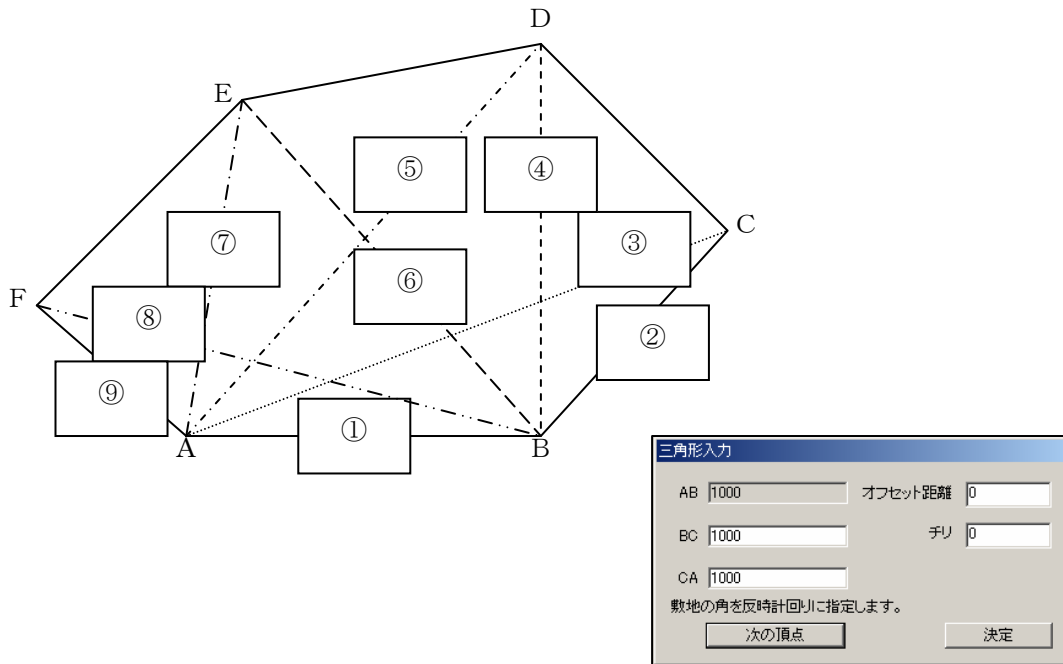 D
E
⑤
④
⑦
③
C
⑥
F
⑧
②
⑨
①
A
B
三角形入力
AB 1000 オフセット距離 0
BC 1000 チリ 0
CA 1000
敷地の角を反時計回りに指定します。
次の頂点 決定